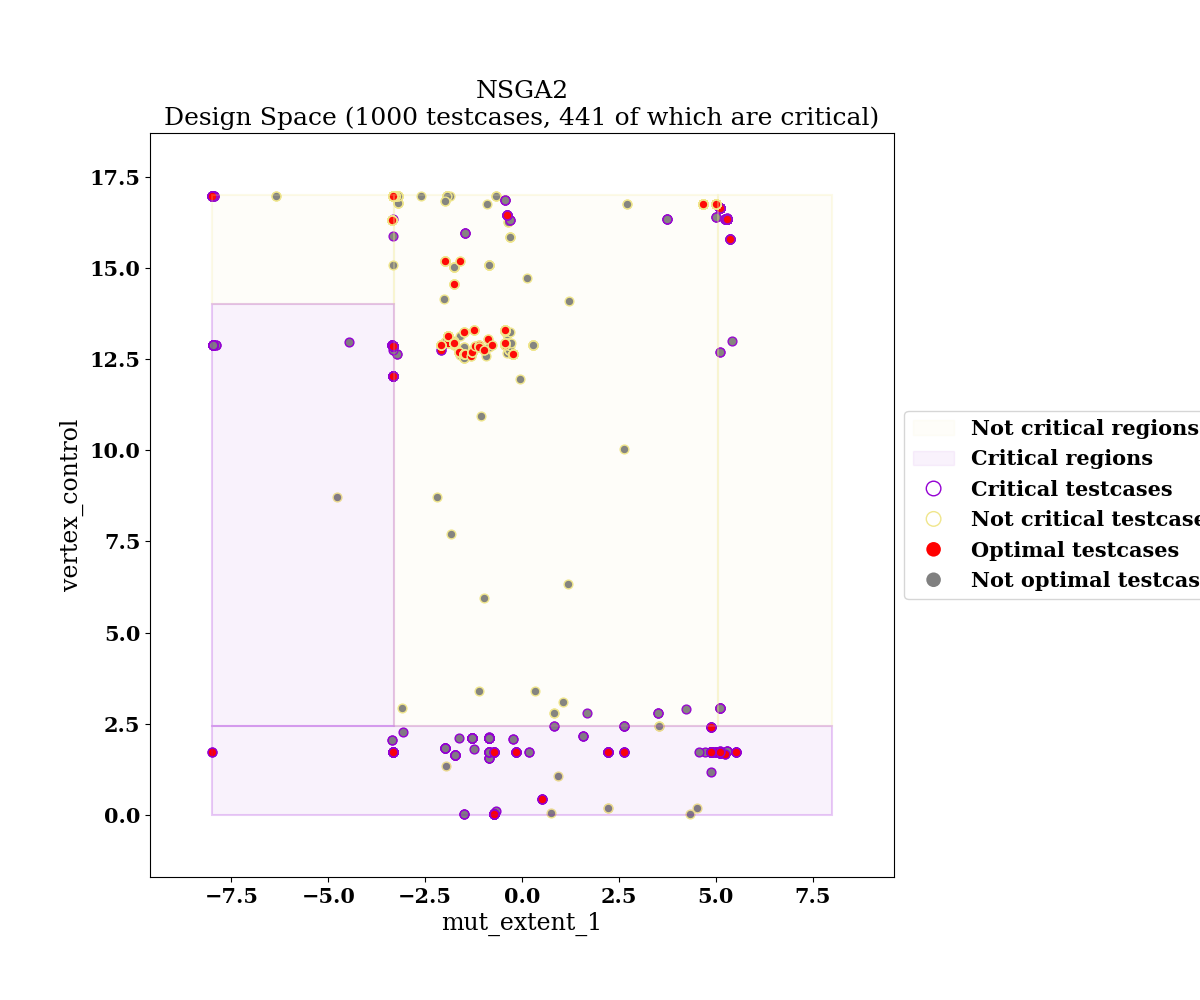 NSGA2
Design Space (1000 testcases, 441 of which are critical)
17.5
15.0
12.5
10.0
7.5
5.0
2.5
0.0
vertex_control
−7.5
−5.0
−2.5
0.0
2.5
5.0
7.5
mut_extent_1
Not critical regions
Critical regions
Critical testcases
Not critical testcase
Optimal testcases
Not optimal testcas